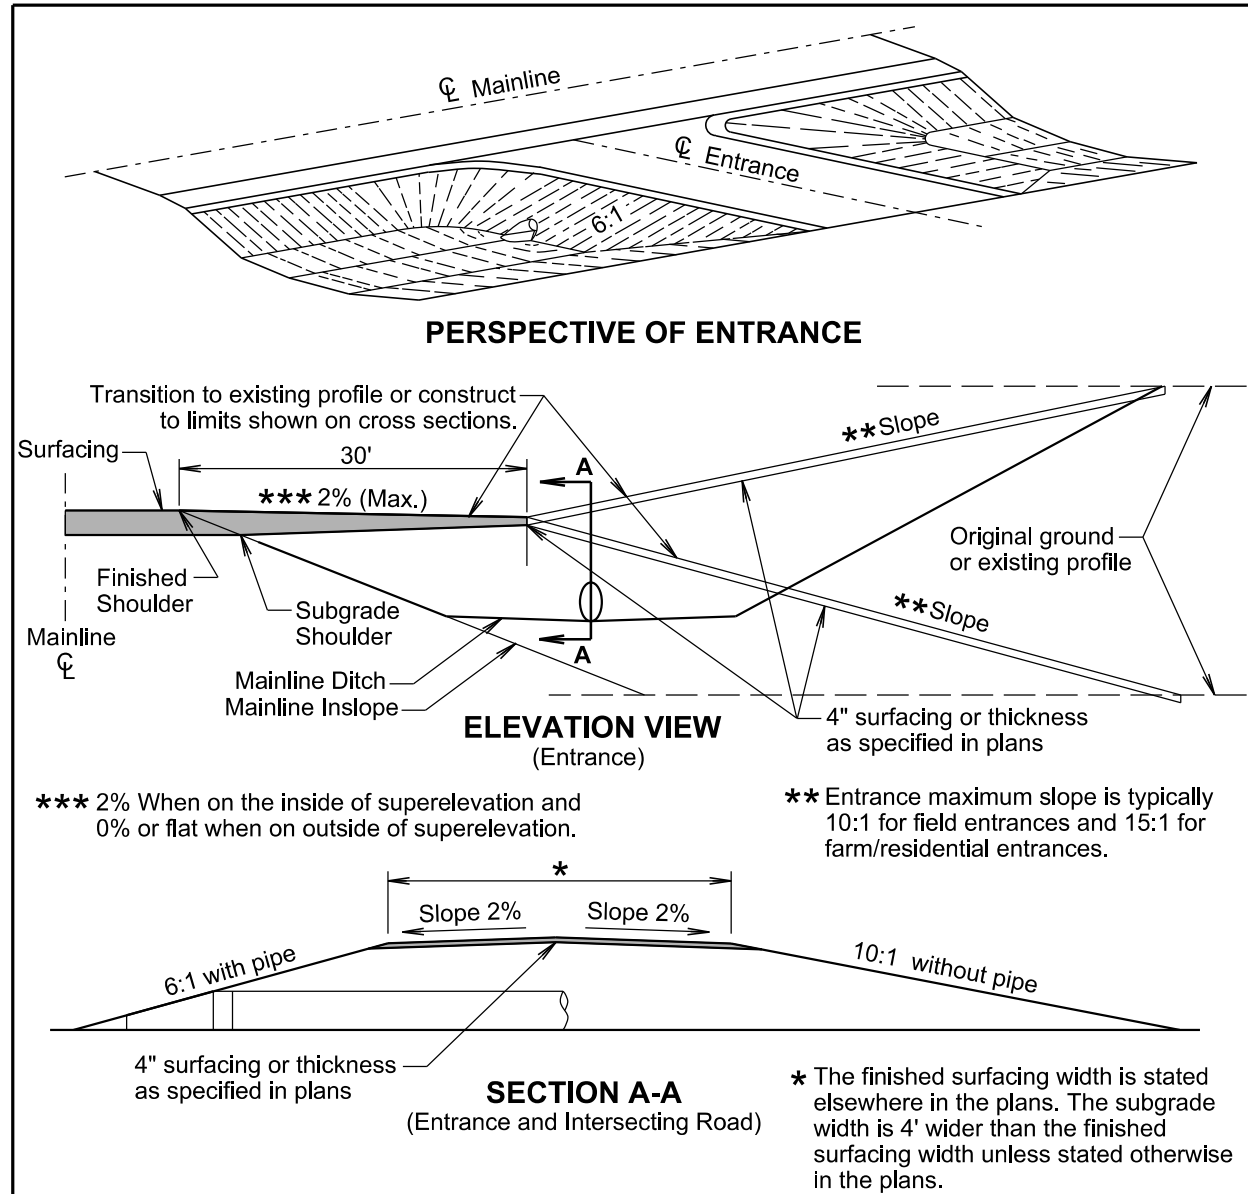 ℄ Mainline
℄ Entrance
6:1
PERSPECTIVE OF ENTRANCE
Transition to existing profile or construct
to limits shown on cross sections.
Surfacing
30'
*** 2% (Max.)
A
**Slope
Original ground
or existing profile
Finished
Shoulder
Subgrade
Shoulder
**Slope
Mainline
℄
A
Mainline Ditch
Mainline Inslope
ELEVATION VIEW
(Entrance)
4" surfacing or thickness
as specified in plans
*** 2% When on the inside of superelevation and
0% or flat when on outside of superelevation.
** Entrance maximum slope is typically
10:1 for field entrances and 15:1 for
farm/residential entrances.
*
Slope 2%
Slope 2%
6:1 with pipe
10:1 without pipe
4" surfacing or thickness
as specified in plans
SECTION A-A
(Entrance and Intersecting Road)
* The finished surfacing width is stated
elsewhere in the plans. The subgrade
width is 4' wider than the finished
surfacing width unless stated otherwise
in the plans.